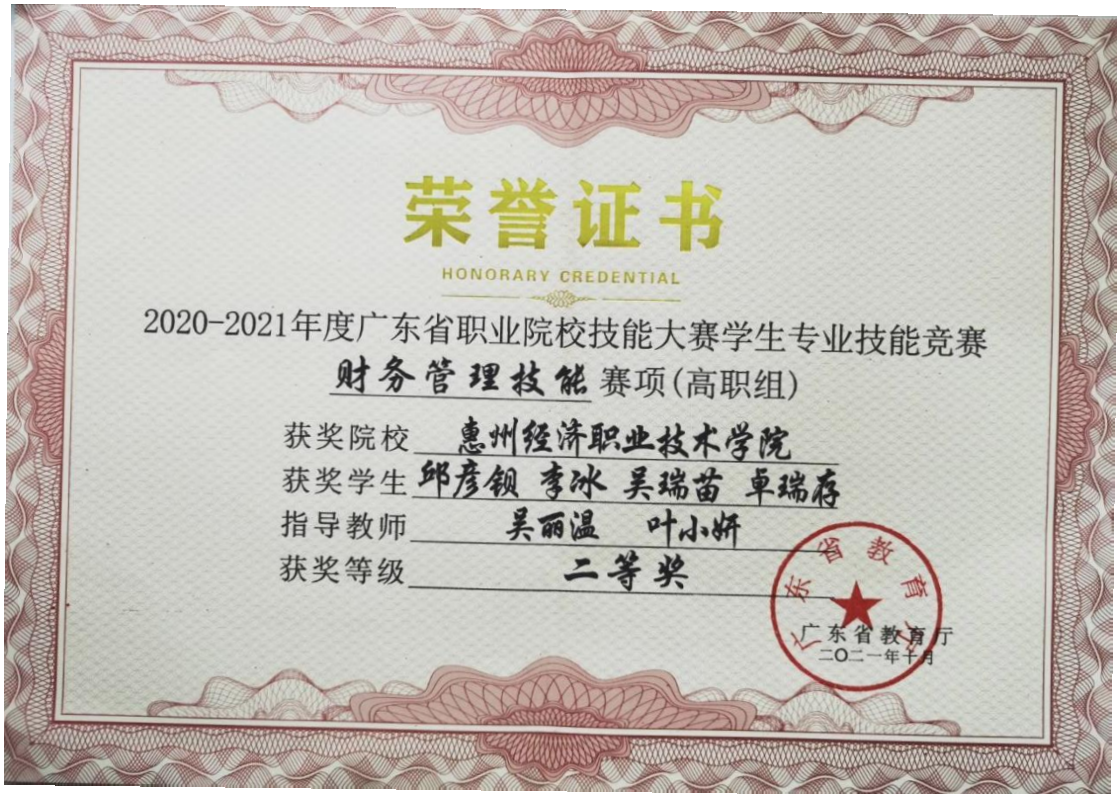 荣誉证书
HONORARY CREDENTIAL
2020-2021年度广东省职业院校技能大赛学生专业技能竞赛
财务管理技能 赛项(高职组)
获奖院校 惠州经济职业技术学院
获奖学生 邱彦钡 李冰 吴瑞苗 卓瑞存
指导教师 吴丽温 叶小妍
获奖等级 二等奖
广东省教育厅
广东省教育厅
二〇二一年十月